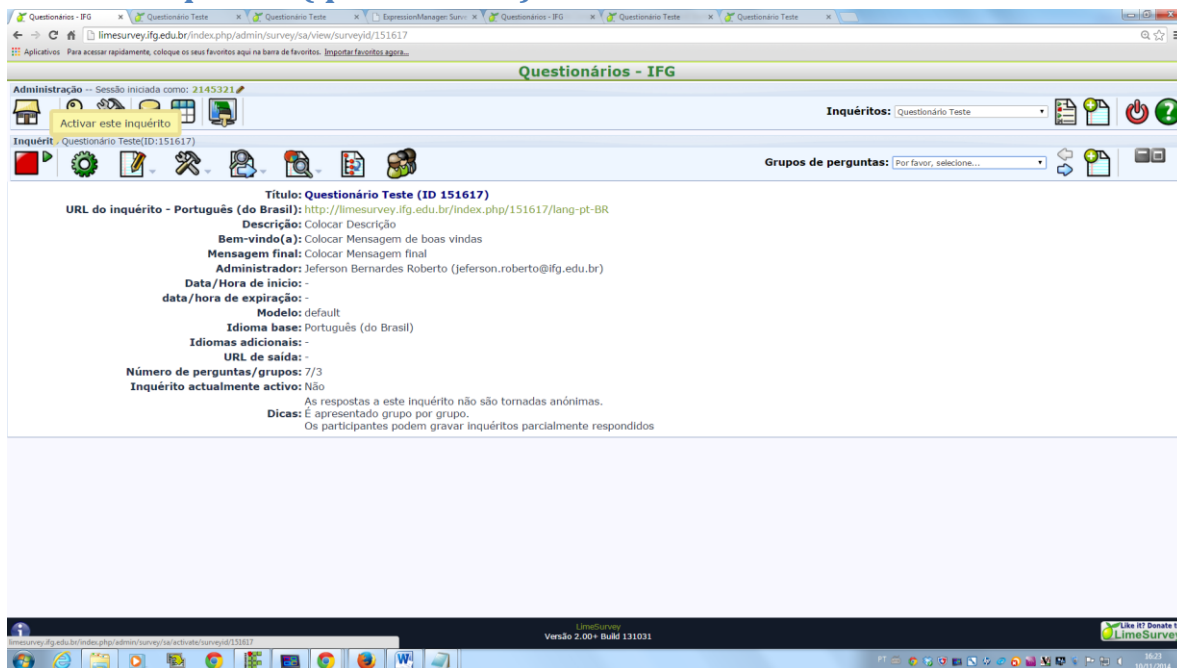 Questionários - IFG
Questionário Teste
Questionário Teste
ExpressionManager: Surv
Questionários - IFG
Questionário Teste
Questionário Teste
limesurvey.ifg.edu.br/index.php/admin/survey/sa/view/surveyid/151617
Aplicativos Para acessar rapidamente, coloque os seus favoritos aqui na barra de favoritos. Importar favoritos agora...
Questionários - IFG
Administração -- Sessão iniciada como: 2145321
Activar este inquérito
Inquéritos: Questionário Teste
Inquérit Questionário Teste(ID:151617)
Grupos de perguntas: Por favor, selecione...
Título: Questionário Teste (ID 151617)
URL do inquérito - Português (do Brasil): http://limesurvey.ifg.edu.br/index.php/151617/lang-pt-BR
Descrição: Colocar Descrição
Bem-vindo(a): Colocar Mensagem de boas vindas
Mensagem final: Colocar Mensagem final
Administrador: Jeferson Bernardes Roberto (jeferson.roberto@ifg.edu.br)
Data/Hora de inicio: -
data/hora de expiração: -
Modelo: default
Idioma base: Português (do Brasil)
Idiomas adicionais: -
URL de saída: -
Número de perguntas/grupos: 7/3
Inquérito actualmente activo: Não
As respostas a este inquérito não são tornadas anónimas.
Dicas: É apresentado grupo por grupo.
Os participantes podem gravar inquéritos parcialmente respondidos
LimeSurvey
Versão 2.00+ Build 131031
Like it? Donate t
LimeSurve
limesurvey.ifg.edu.br/index.php/admin/survey/sa/activate/surveyid/151617
PT
16:23
10/11/2014